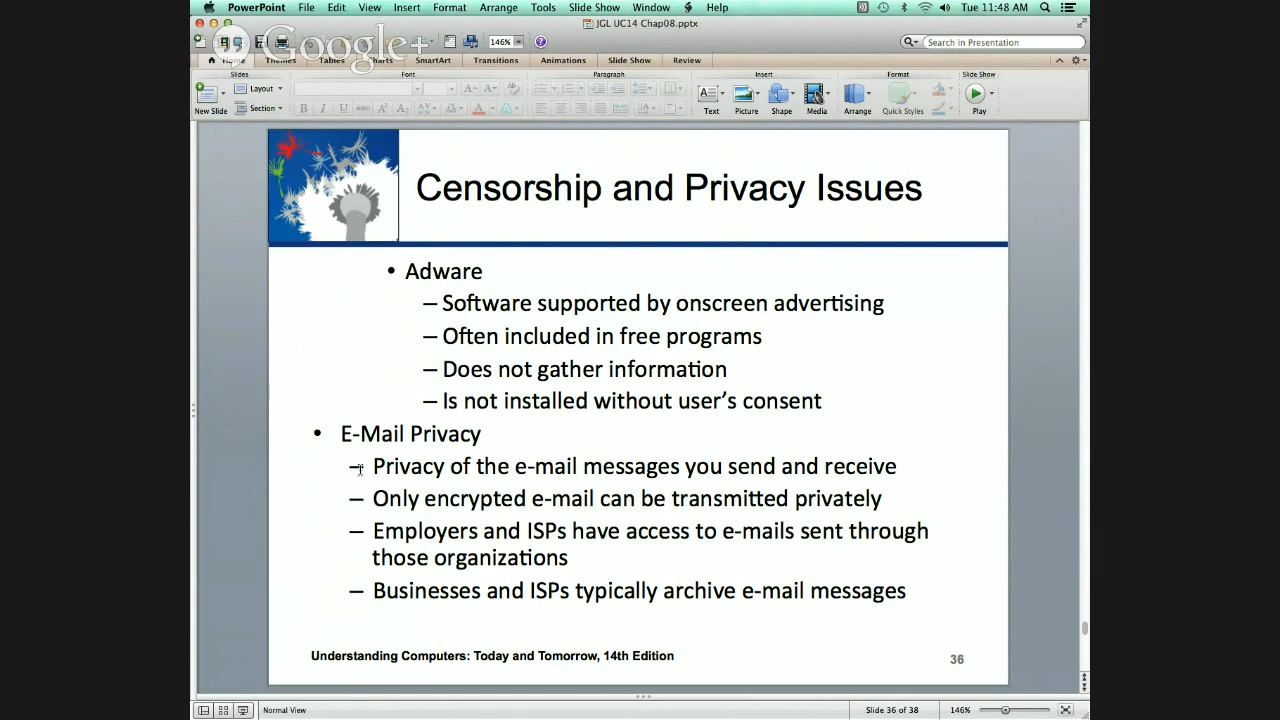 PowerPoint File Edit View Insert Format Arrange Tools Slide Show Window Help Tue 11:48 AM
JGL UC14 Chap08.pptx
Google+ 146% Search in Presentation
Home Themes Tables Charts SmartArt Transitions Animations Slide Show Review
Slides Font Paragraph Insert Format Slide Show
Layout
Section
New Slide Text Picture Shape Media Arrange Quick Styles Play
Censorship and Privacy Issues
• Adware
– Software supported by onscreen advertising
– Often included in free programs
– Does not gather information
– Is not installed without user's consent
• E-Mail Privacy
– Privacy of the e-mail messages you send and receive
– Only encrypted e-mail can be transmitted privately
– Employers and ISPs have access to e-mails sent through
those organizations
– Businesses and ISPs typically archive e-mail messages
Understanding Computers: Today and Tomorrow, 14th Edition 36
Normal View Slide 36 of 38 146%